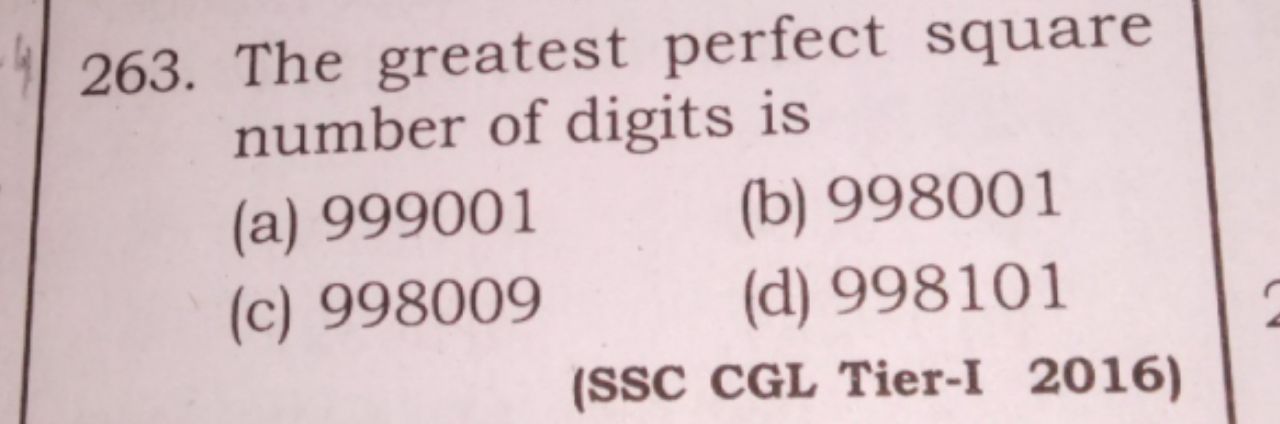 263. The greatest perfect square
number of digits is
(a) 999001 (b) 998001
(c) 998009 (d) 998101
(SSC CGL Tier-I 2016)